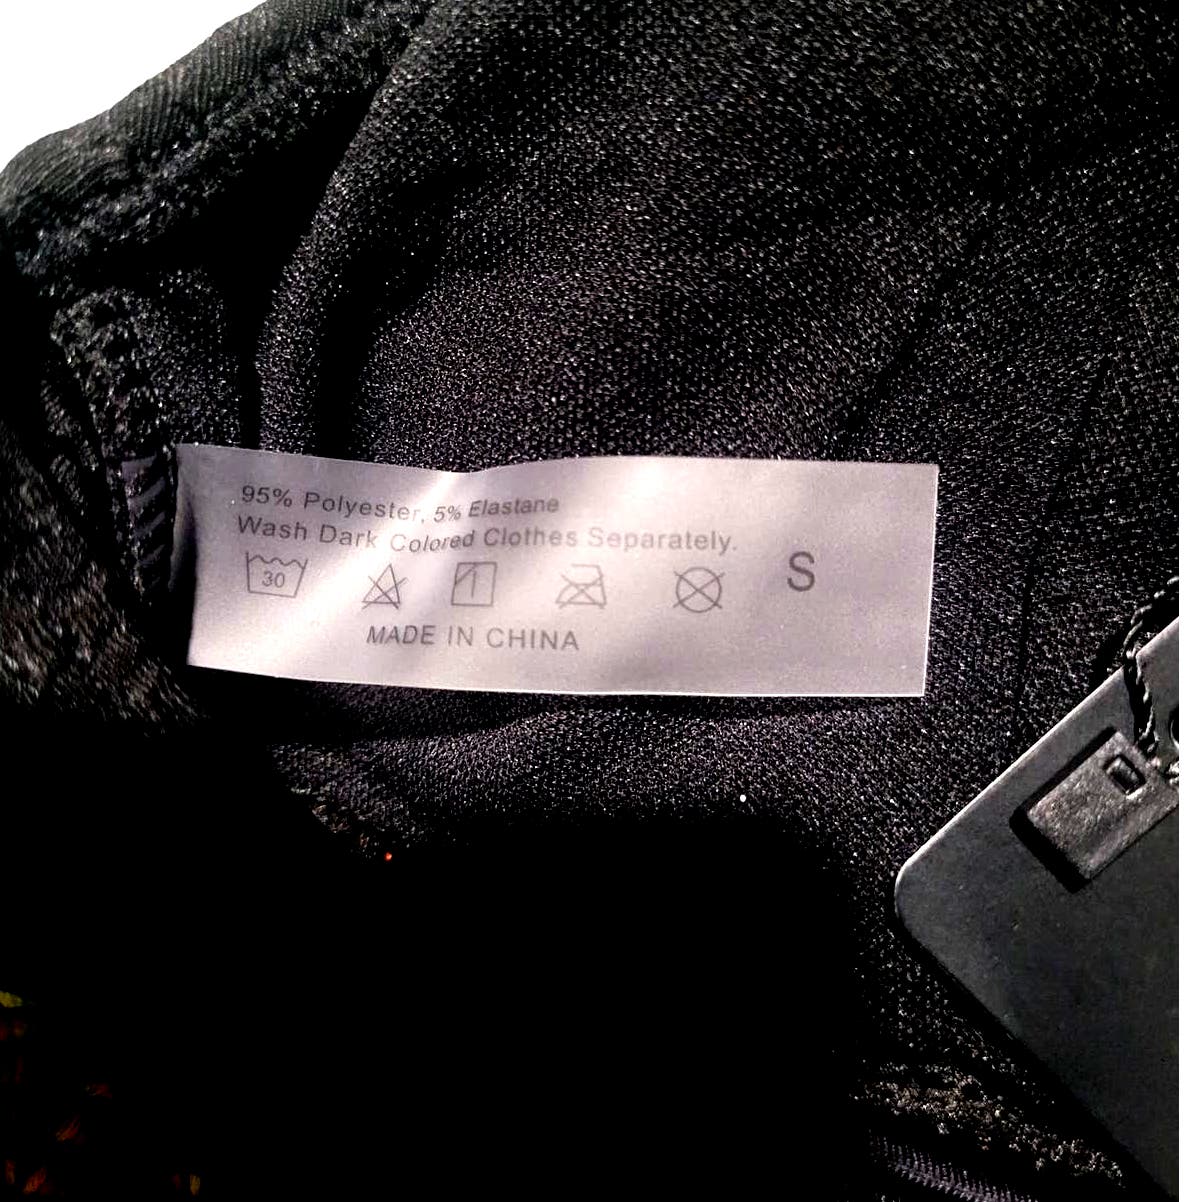 95% Polyester, 5% Elastane
Wash Dark Colored Clothes Separately.
30
S
MADE IN CHINA